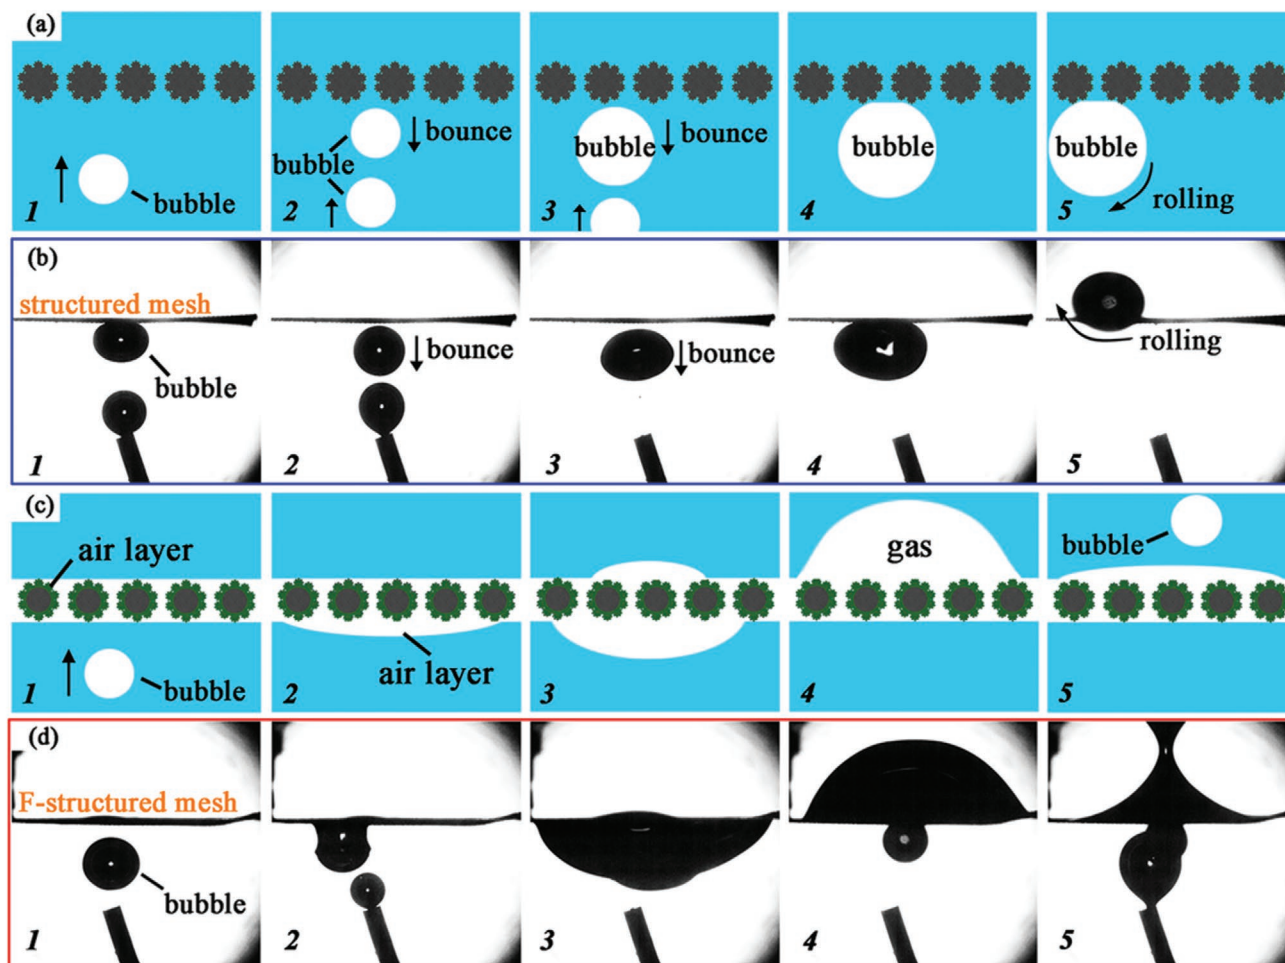 (a)
bubble
1
bounce
bubble
2
bubble
bounce
3
bubble
4
bubble
rolling
5
(b)
structured mesh
bubble
1
bounce
2
bounce
3
4
rolling
5
(c)
air layer
bubble
1
air layer
2
3
gas
4
bubble
5
(d)
F-structured mesh
bubble
1
2
3
4
5